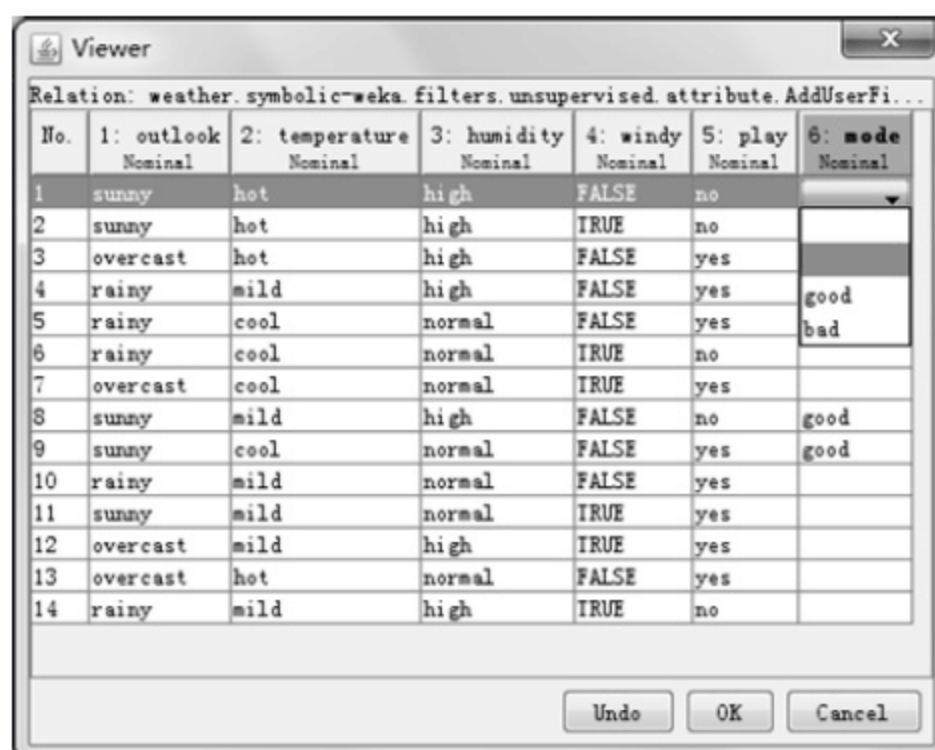 Viewer
Relation: weather.symbolic-weka.filters.unsupervised.attribute.AddUserFi...
No. 1: outlook 2: temperature 3: humidity 4: windy 5: play 6: mode
Nominal Nominal Nominal Nominal Nominal Nominal
1 sunny hot high FALSE no
2 sunny hot high TRUE no
3 overcast hot high FALSE yes
4 rainy mild high FALSE yes good
5 rainy cool normal FALSE yes bad
6 rainy cool normal TRUE no
7 overcast cool normal TRUE yes
8 sunny mild high FALSE no good
9 sunny cool normal FALSE yes good
10 rainy mild normal FALSE yes
11 sunny mild normal TRUE yes
12 overcast mild high TRUE yes
13 overcast hot normal FALSE yes
14 rainy mild high TRUE no
Undo OK Cancel